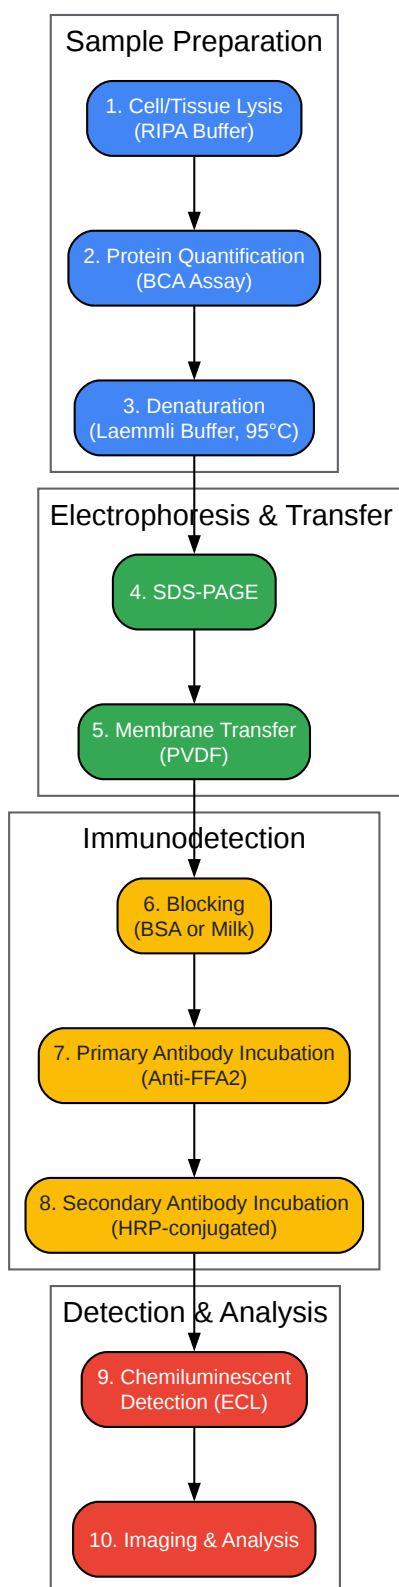 Sample Preparation
1. Cell/Tissue Lysis
(RIPA Buffer)
2. Protein Quantification
(BCA Assay)
3. Denaturation
(Laemmli Buffer, 95°C)
Electrophoresis & Transfer
4. SDS-PAGE
5. Membrane Transfer
(PVDF)
Immunodetection
6. Blocking
(BSA or Milk)
7. Primary Antibody Incubation
(Anti-FFA2)
8. Secondary Antibody Incubation
(HRP-conjugated)
Detection & Analysis
9. Chemiluminescent
Detection (ECL)
10. Imaging & Analysis